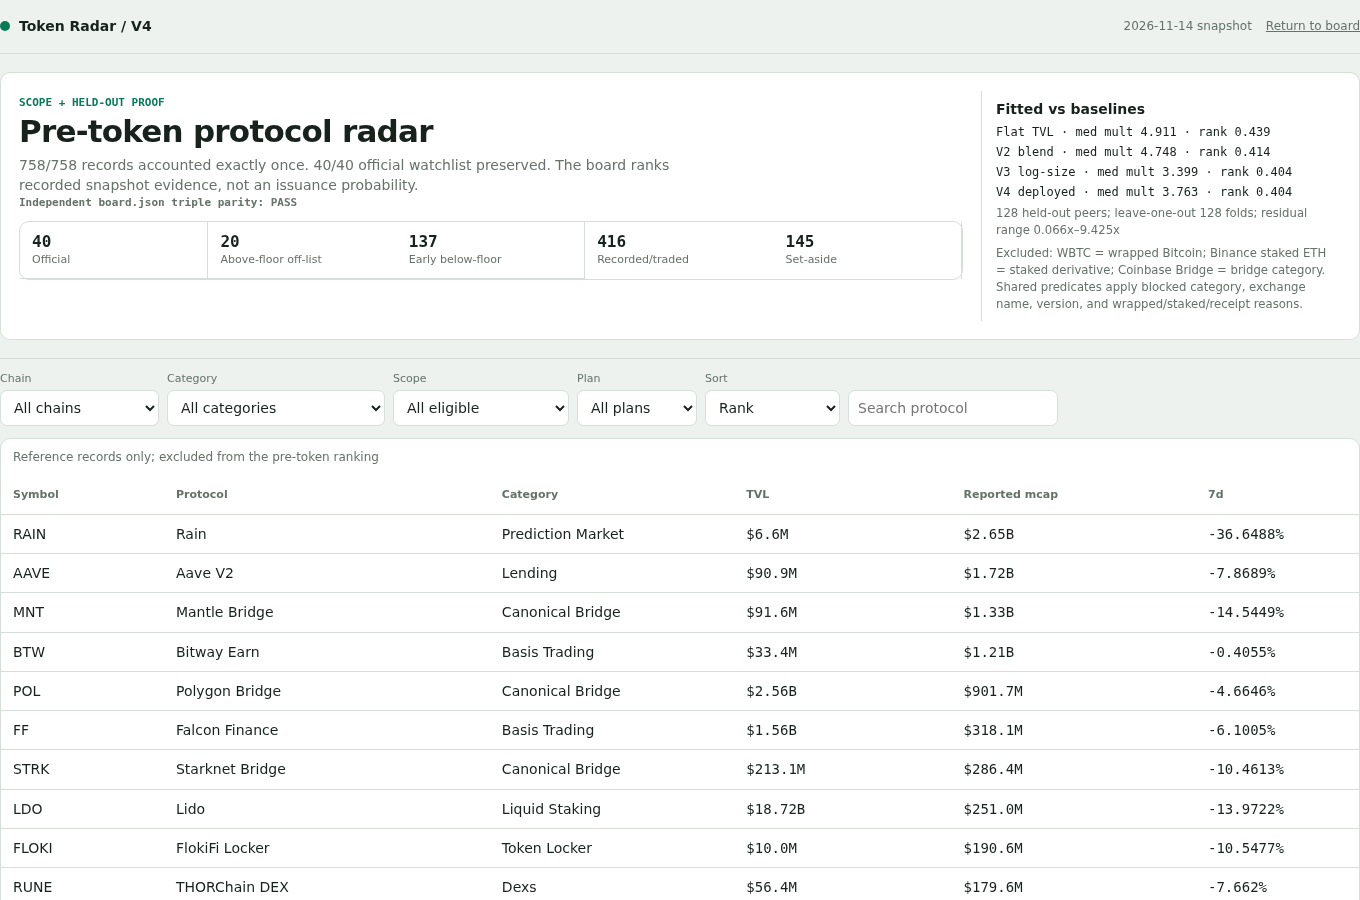 Token Radar / V4
2026-11-14 snapshot Return to board
SCOPE + HELD-OUT PROOF
Pre-token protocol radar
758/758 records accounted exactly once. 40/40 official watchlist preserved. The board ranks
recorded snapshot evidence, not an issuance probability.
Independent board.json triple parity: PASS
40 20 137 416 145
Official Above-floor off-list Early below-floor Recorded/traded Set-aside
Fitted vs baselines
Flat TVL · med mult 4.911 · rank 0.439
V2 blend · med mult 4.748 · rank 0.414
V3 log-size · med mult 3.399 · rank 0.404
V4 deployed · med mult 3.763 · rank 0.404
128 held-out peers; leave-one-out 128 folds; residual
range 0.066x–9.425x
Excluded: WBTC = wrapped Bitcoin; Binance staked ETH
= staked derivative; Coinbase Bridge = bridge category.
Shared predicates apply blocked category, exchange
name, version, and wrapped/staked/receipt reasons.
Chain Category Scope Plan Sort
All chains All categories All eligible All plans Rank Search protocol
Reference records only; excluded from the pre-token ranking
Symbol Protocol Category TVL Reported mcap 7d
RAIN Rain Prediction Market $6.6M $2.65B -36.6488%
AAVE Aave V2 Lending $90.9M $1.72B -7.8689%
MNT Mantle Bridge Canonical Bridge $91.6M $1.33B -14.5449%
BTW Bitway Earn Basis Trading $33.4M $1.21B -0.4055%
POL Polygon Bridge Canonical Bridge $2.56B $901.7M -4.6646%
FF Falcon Finance Basis Trading $1.56B $318.1M -6.1005%
STRK Starknet Bridge Canonical Bridge $213.1M $286.4M -10.4613%
LDO Lido Liquid Staking $18.72B $251.0M -13.9722%
FLOKI FlokiFi Locker Token Locker $10.0M $190.6M -10.5477%
RUNE THORChain DEX Dexs $56.4M $179.6M -7.662%